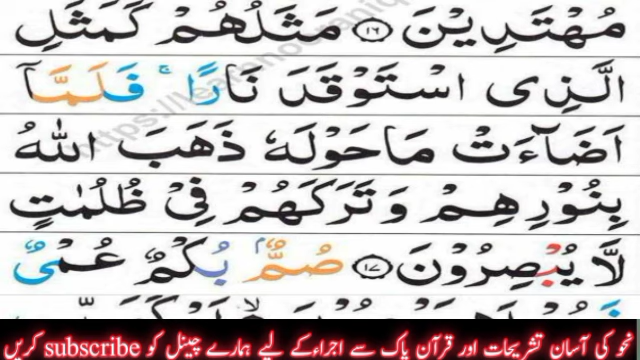 مُهْتَدِيْنَ ۝۱۶ مَثَلُهُمْ كَمَثَلِ
الَّذِى اسْتَوْقَدَ نَارًا ۚ فَلَمَّآ
اَضَآءَتْ مَا حَوْلَهٗ ذَهَبَ اللّٰهُ
بِنُوْرِهِمْ وَتَرَكَهُمْ فِىْ ظُلُمٰتٍ
لَّا يُبْصِرُوْنَ ۝۱۷ صُمٌّۢ بُكْمٌ عُمْىٌ
نحو کی آسان تشریحات اور قرآن پاک سے اجراء کے لیے ہمارے چینل کو subscribe کریں